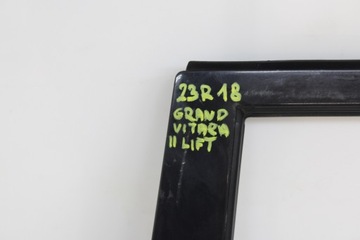 23R18
GRAND
VITARA
II LIFT